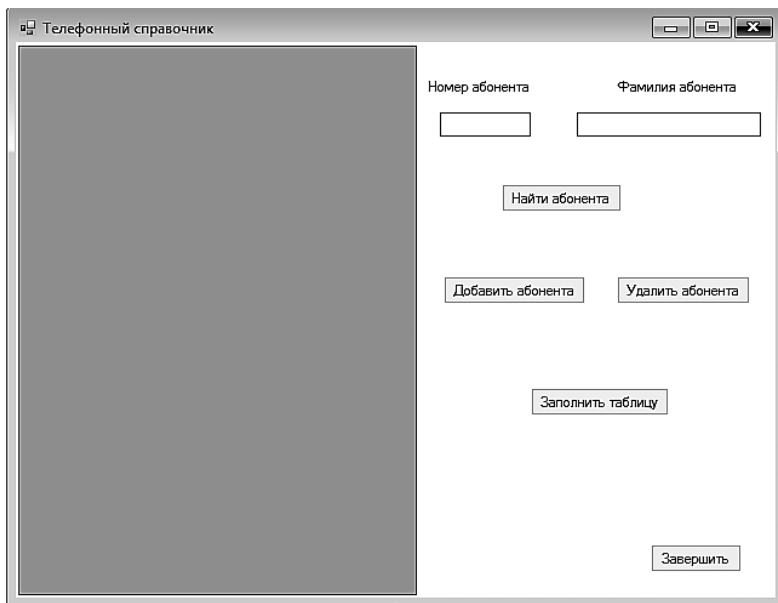 Телефонный справочник
Номер абонента Фамилия абонента
Найти абонента
Добавить абонента Удалить абонента
Заполнить таблицу
Завершить